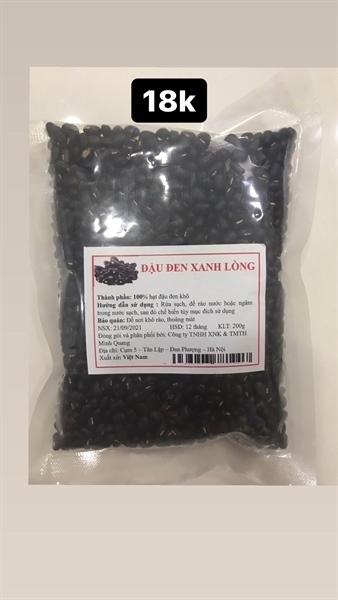 18k
ĐẬU ĐEN XANH LÒNG
Thành phần: 100% hạt đậu đen khô
Hướng dẫn sử dụng : Rửa sạch, để ráo nước hoặc ngâm
trong nước sạch, sau đó chế biến tùy mục đích sử dụng
Bảo quản: Để nơi khô ráo, thoáng mát
NSX: 21/09/2021 HSD: 12 tháng KLT: 200g
Đóng gói và phân phối bởi: Công ty TNHH XNK & TMTH
Minh Quang
Địa chỉ: Cụm 5 – Tân Lập – Đan Phượng – Hà Nội
Xuất xứ: Việt Nam